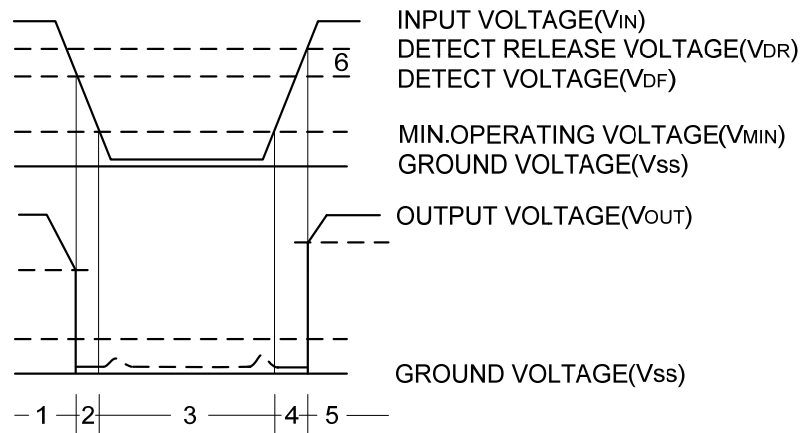 INPUT VOLTAGE(VIN)
DETECT RELEASE VOLTAGE(VDR)
6
DETECT VOLTAGE(VDF)
MIN.OPERATING VOLTAGE(VMIN)
GROUND VOLTAGE(Vss)
OUTPUT VOLTAGE(VOUT)
GROUND VOLTAGE(Vss)
1 2 3 4 5